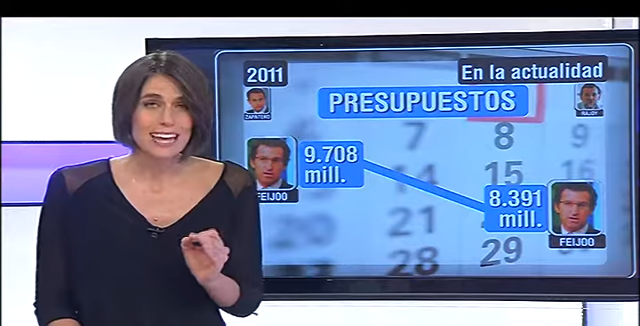 2011
En la actualidad
ZAPATERO
PRESUPUESTOS
RAJOY
7
8
9
9.708
mill.
14
15
16
FEIJOO
8.391
mill.
21
FEIJOO
28
29